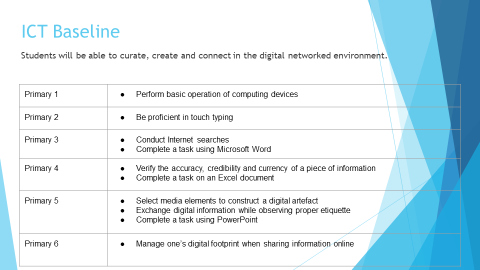 ICT Baseline
Students will be able to curate, create and connect in the digital networked environment.
Primary 1
● Perform basic operation of computing devices
Primary 2
● Be proficient in touch typing
Primary 3
● Conduct Internet searches
● Complete a task using Microsoft Word
Primary 4
● Verify the accuracy, credibility and currency of a piece of information
● Complete a task on an Excel document
Primary 5
● Select media elements to construct a digital artefact
● Exchange digital information while observing proper etiquette
● Complete a task using PowerPoint
Primary 6
● Manage one's digital footprint when sharing information online